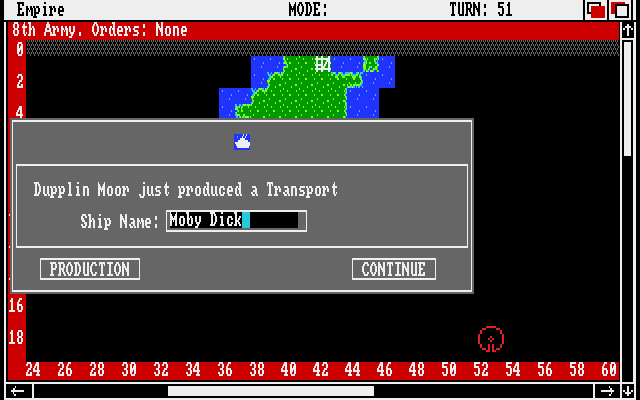 Empire MODE: TURN: 51
8th Army. Orders: None
0
2
4
Dupplin Moor just produced a Transport
Ship Name: Moby Dick
PRODUCTION CONTINUE
16
18
24 26 28 30 32 34 36 38 40 42 44 46 48 50 52 54 56 58 60